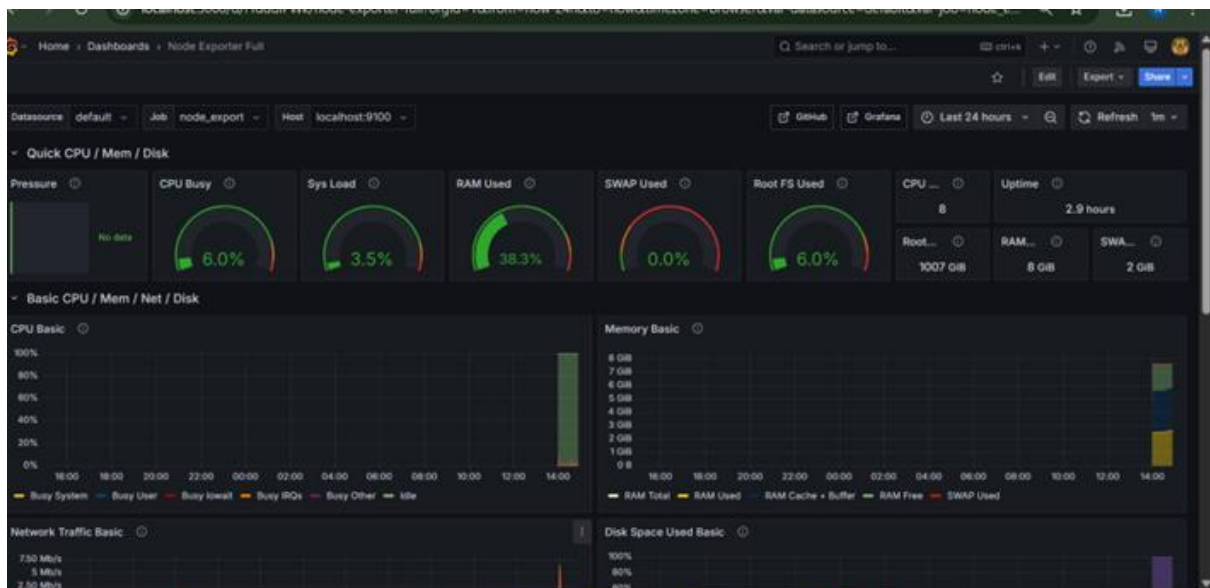 Home › Dashboards › Node Exporter Full
Search or jump to...
ctrl+k
Edit
Export
Share
Datasource default Job node_export Host localhost:9100
GitHub Grafana Last 24 hours Refresh 1m
Quick CPU / Mem / Disk
Pressure CPU Busy Sys Load RAM Used SWAP Used Root FS Used CPU ... Uptime
8 2.9 hours
No data 6.0% 3.5% 38.3% 0.0% 6.0%
Root... RAM... SWA...
1007 GiB 8 GiB 2 GiB
Basic CPU / Mem / Net / Disk
CPU Basic
100%
80%
60%
40%
20%
0%
16:00 18:00 20:00 22:00 00:00 02:00 04:00 06:00 08:00 10:00 12:00 14:00
Busy System Busy User Busy Iowait Busy IRQs Busy Other Idle
Memory Basic
8 GiB
7 GiB
6 GiB
5 GiB
4 GiB
3 GiB
2 GiB
1 GiB
0 B
16:00 18:00 20:00 22:00 00:00 02:00 04:00 06:00 08:00 10:00 12:00 14:00
RAM Total RAM Used RAM Cache + Buffer RAM Free SWAP Used
Network Traffic Basic
7.50 Mb/s
5 Mb/s
2.50 Mb/s
Disk Space Used Basic
100%
80%